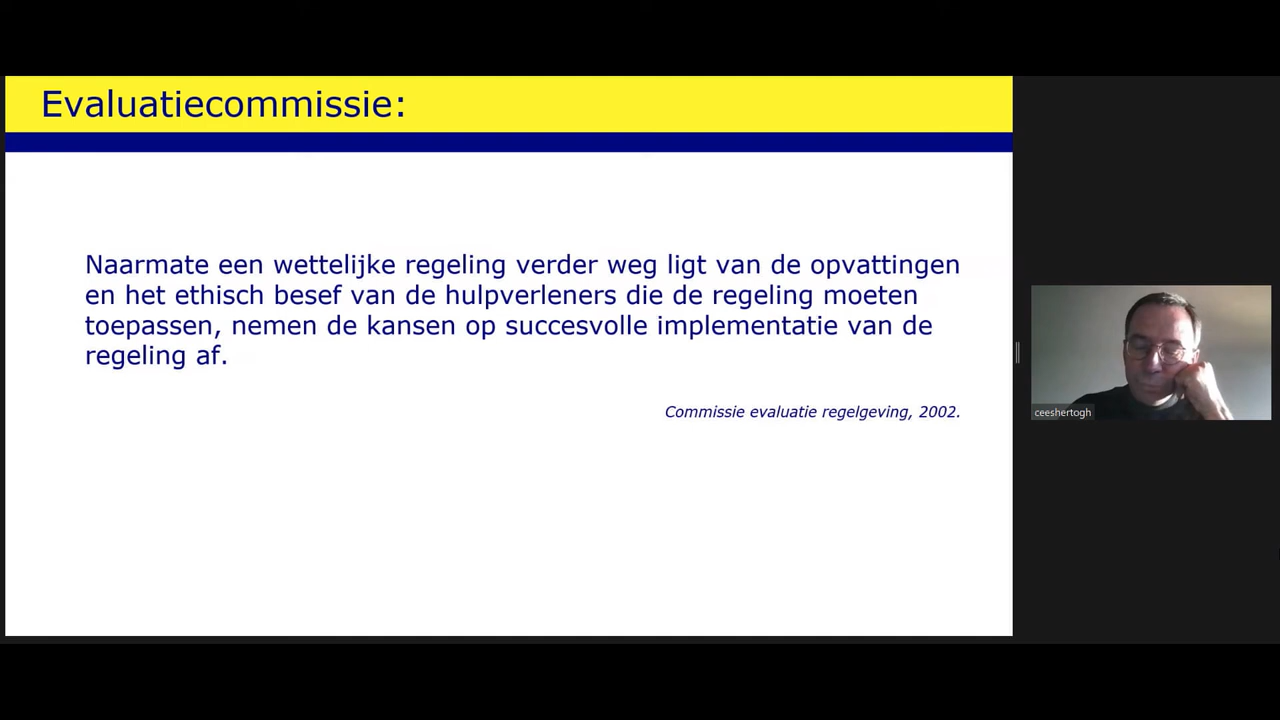 Evaluatiecommissie:
Naarmate een wettelijke regeling verder weg ligt van de opvattingen
en het ethisch besef van de hulpverleners die de regeling moeten
toepassen, nemen de kansen op succesvolle implementatie van de
regeling af.
Commissie evaluatie regelgeving, 2002.
ceeshertogh